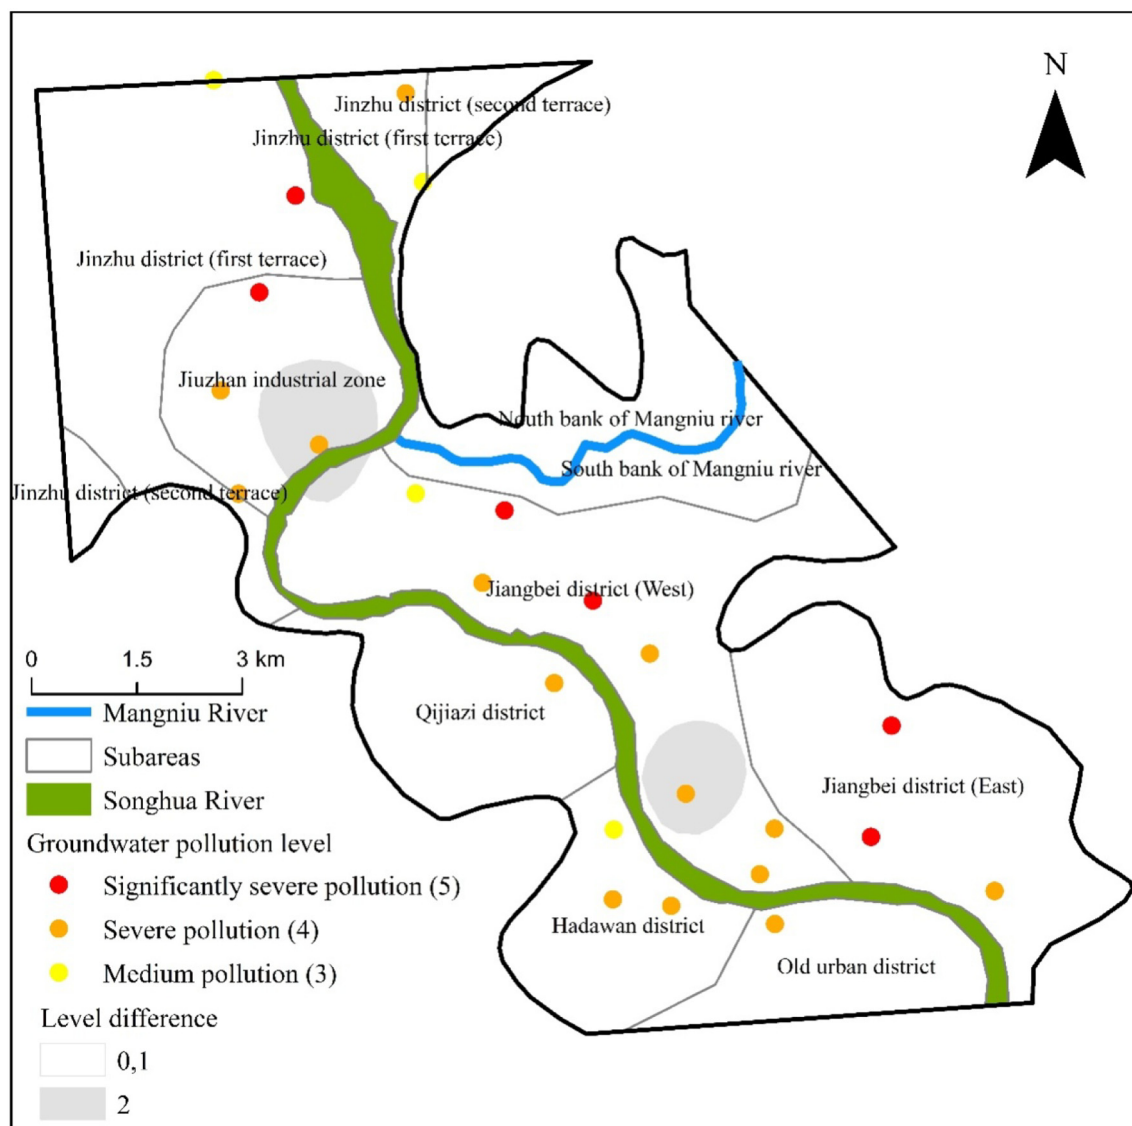 N
Jinzhu district (second terrace)
Jinzhu district (first terrace)
Jinzhu district (first terrace)
Jiuzhan industrial zone
Nouth bank of Mangniu river
South bank of Mangniu river
Jinzhu district (second terrace)
Jiangbei district (West)
0 1.5 3 km
Mangniu River
Qijiazi district
Subareas
Jiangbei district (East)
Songhua River
Groundwater pollution level
Significantly severe pollution (5)
Hadawan district
Severe pollution (4)
Old urban district
Medium pollution (3)
Level difference
0,1
2